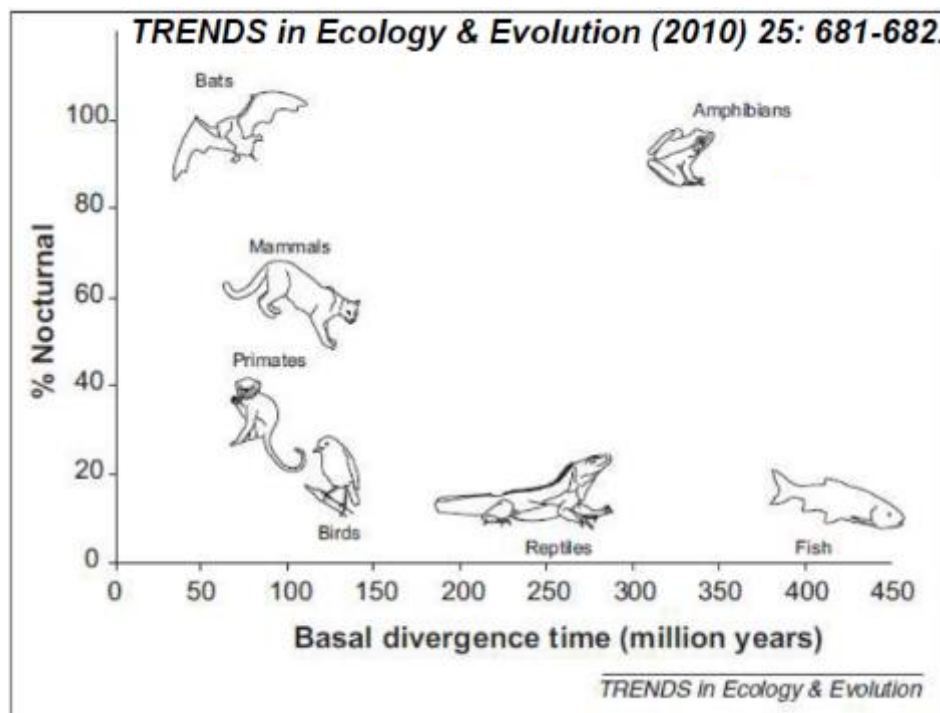 TRENDS in Ecology & Evolution (2010) 25: 681-682.
Bats
Amphibians
100
80
Mammals
60
% Nocturnal
Primates
40
20
Birds
Reptiles
Fish
0
0 50 100 150 200 250 300 350 400 450
Basal divergence time (million years)
TRENDS in Ecology & Evolution